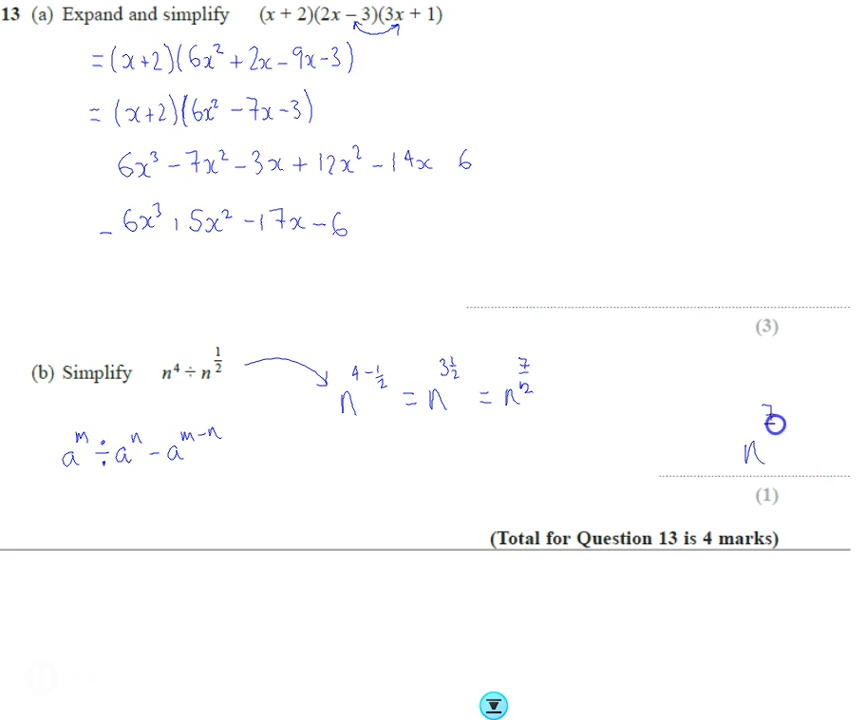 13 (a) Expand and simplify (x + 2)(2x – 3)(3x + 1)
= (x+2)(6x² + 2x – 9x – 3)
= (x+2)(6x² – 7x – 3)
6x³ – 7x² – 3x + 12x² – 14x 6
– 6x³ + 5x² – 17x – 6
(3)
(b) Simplify n⁴ ÷ n^(1/2) n^(4–1/2) = n^(3 1/2) = n^(7/2)
a^m ÷ a^n – a^(m–n)
n
(1)
(Total for Question 13 is 4 marks)